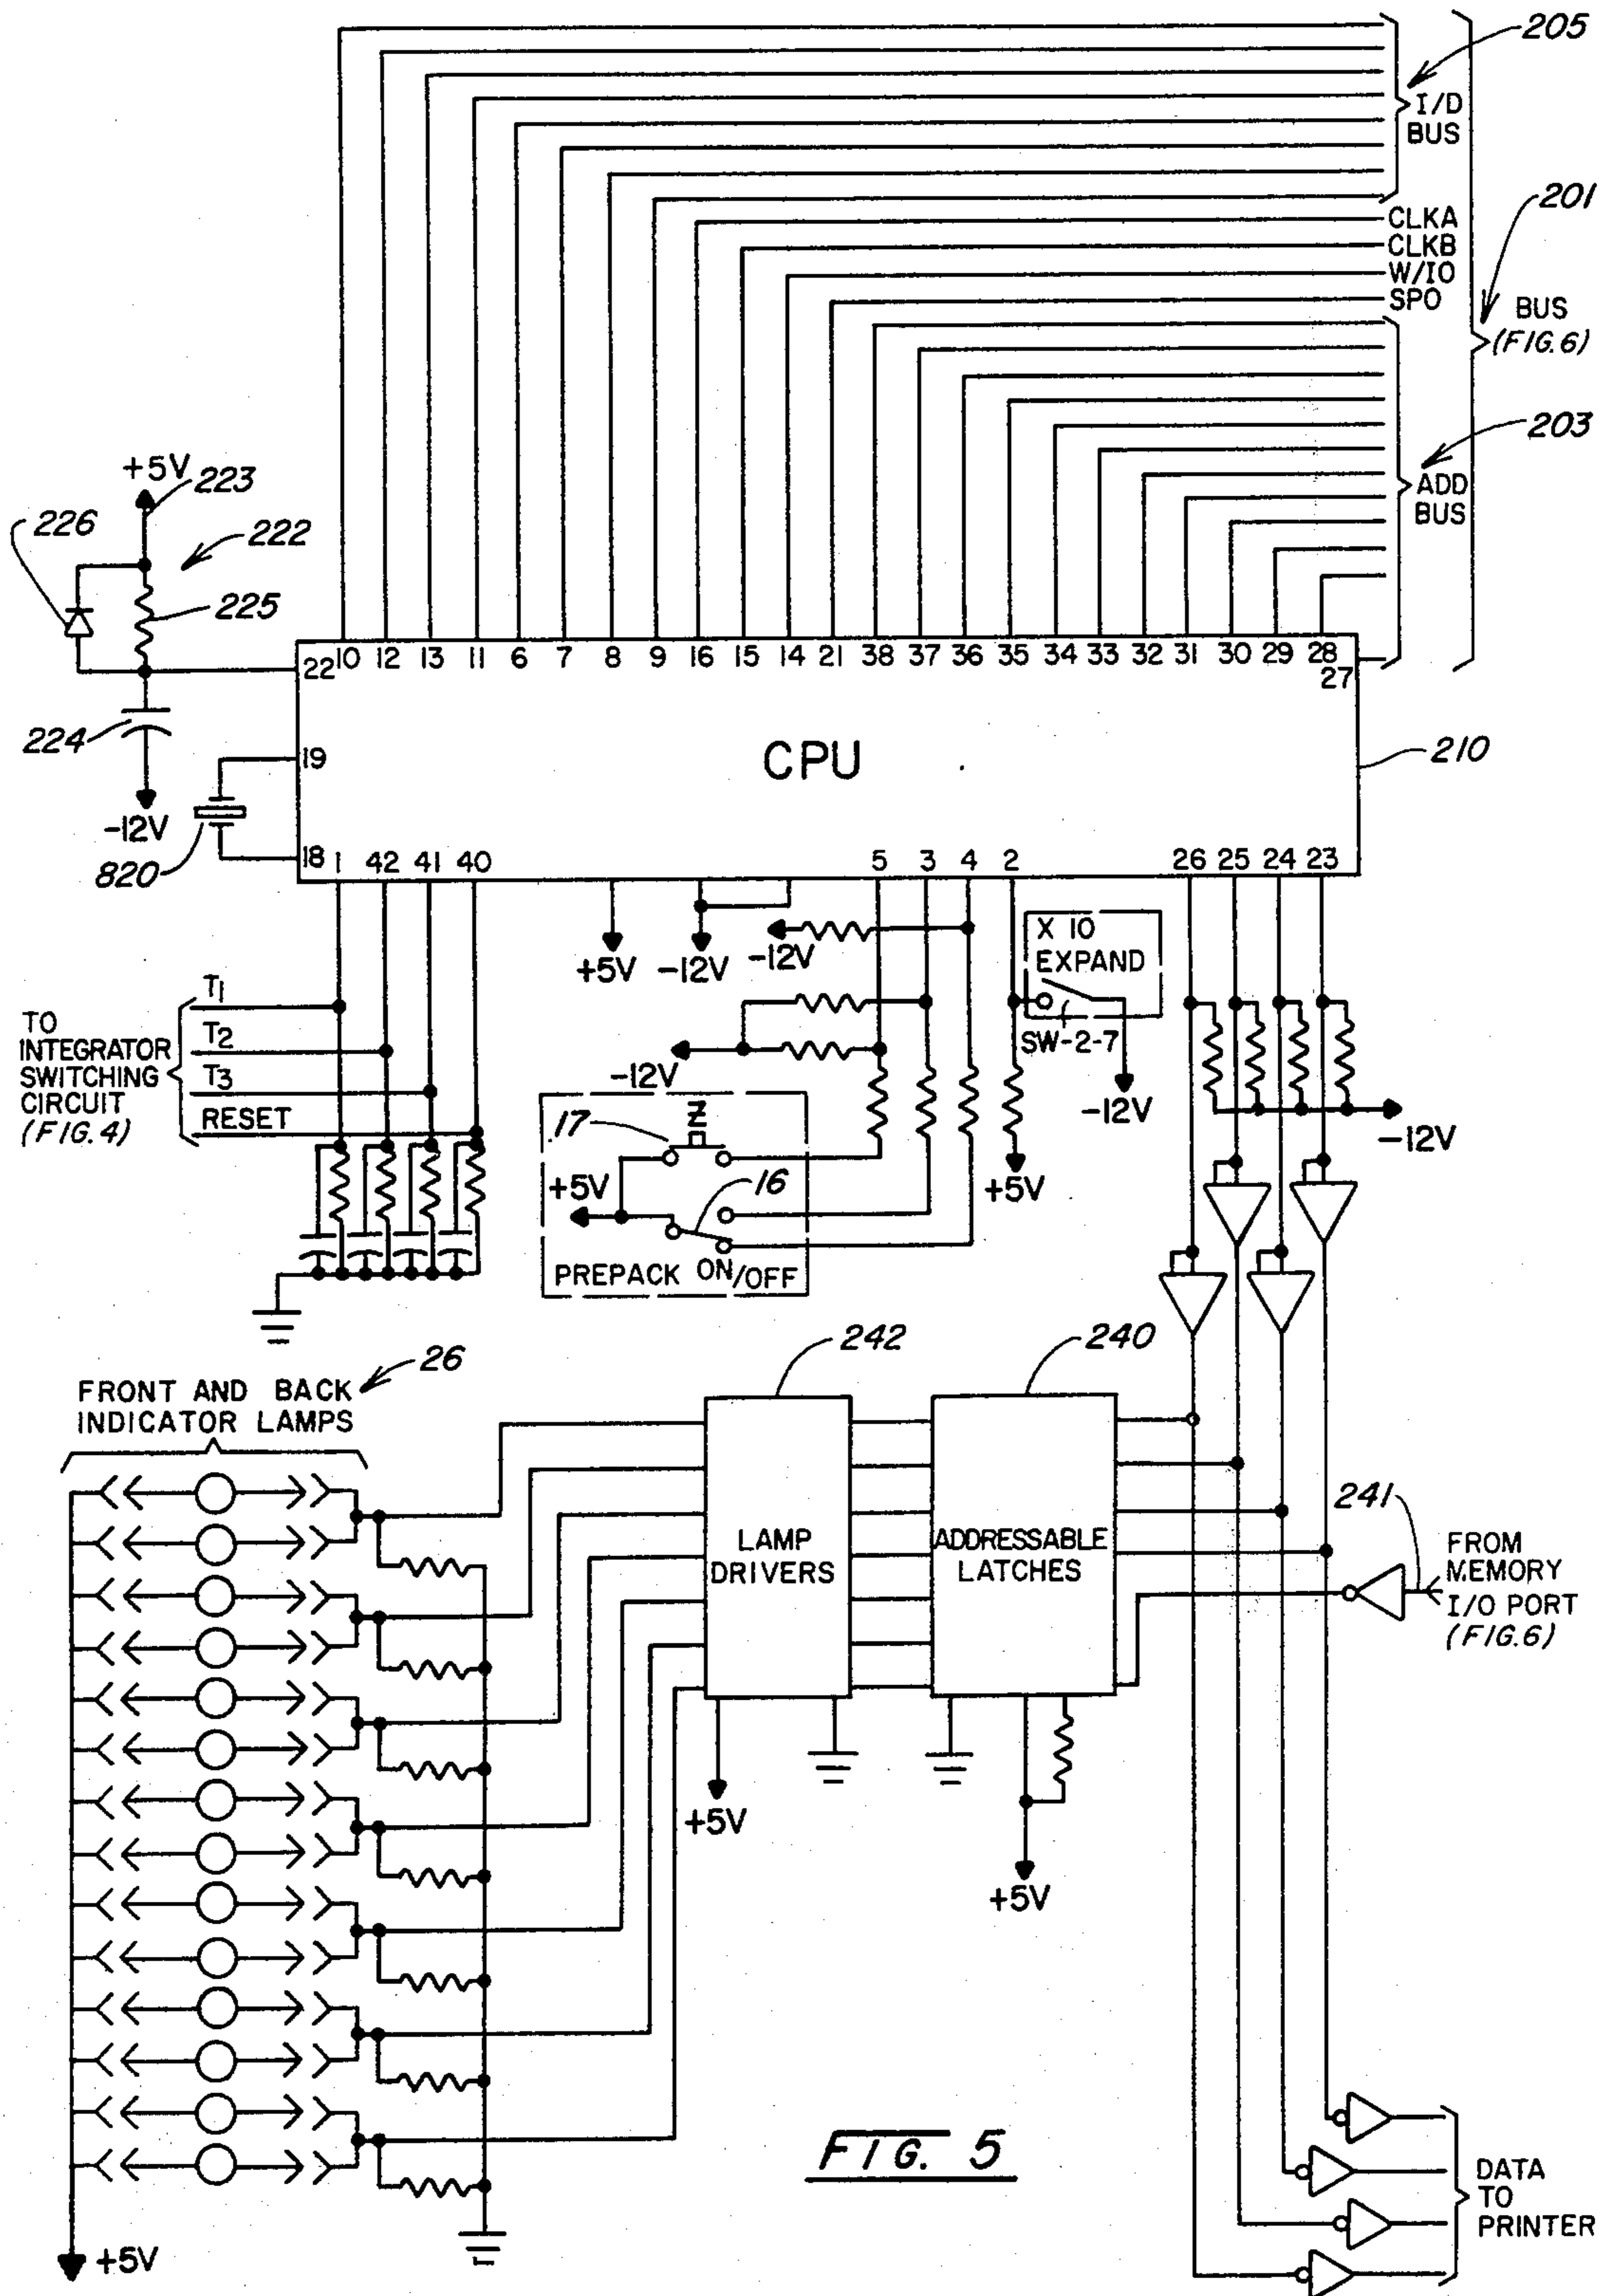 205
I/D
BUS
201
CLKA
CLKB
W/IO
SPO
BUS
(FIG. 6)
203
ADD
BUS
+5V
223
226
222
225
22 10 12 13 11 6 7 8 9 16 15 14 21 38 37 36 35 34 33 32 31 30 29 28
27
224
-12V
19
CPU
210
820
18 1 42 41 40 5 3 4 2 26 25 24 23
+5V -12V -12V
X 10
EXPAND
SW-2-7
-12V
TO
INTEGRATOR
SWITCHING
CIRCUIT
(FIG. 4)
T1
T2
T3
RESET
-12V
-12V
17
Z
+5V
16
+5V
PREPACK ON/OFF
26
FRONT AND BACK
INDICATOR LAMPS
242
240
LAMP
DRIVERS
ADDRESSABLE
LATCHES
241
FROM
MEMORY
I/O PORT
(FIG. 6)
+5V
+5V
FIG. 5
DATA
TO
PRINTER
+5V